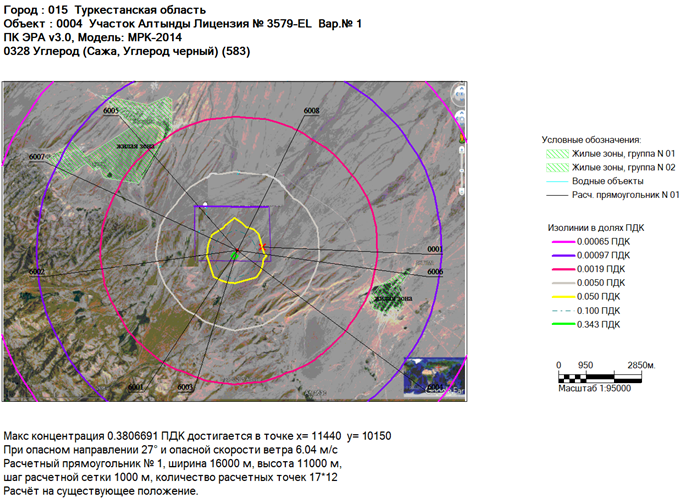 Город : 015 Туркестанская область
Объект : 0004 Участок Алтынды Лицензия № 3579-EL Вар.№ 1
ПК ЭРА v3.0, Модель: МРК-2014
0328 Углерод (Сажа, Углерод черный) (583)
6005
6008
жилая зона
6007
0001
6002
6006
жилая зона
6001
6003
6004
Условные обозначения:
Жилые зоны, группа N 01
Жилые зоны, группа N 02
Водные объекты
Расч. прямоугольник N 01
Изолинии в долях ПДК
0.00065 ПДК
0.00097 ПДК
0.0019 ПДК
0.0050 ПДК
0.050 ПДК
0.100 ПДК
0.343 ПДК
0 950 2850м.
Масштаб 1:95000
Макс концентрация 0.3806691 ПДК достигается в точке x= 11440 y= 10150
При опасном направлении 27° и опасной скорости ветра 6.04 м/с
Расчетный прямоугольник № 1, ширина 16000 м, высота 11000 м,
шаг расчетной сетки 1000 м, количество расчетных точек 17*12
Расчёт на существующее положение.